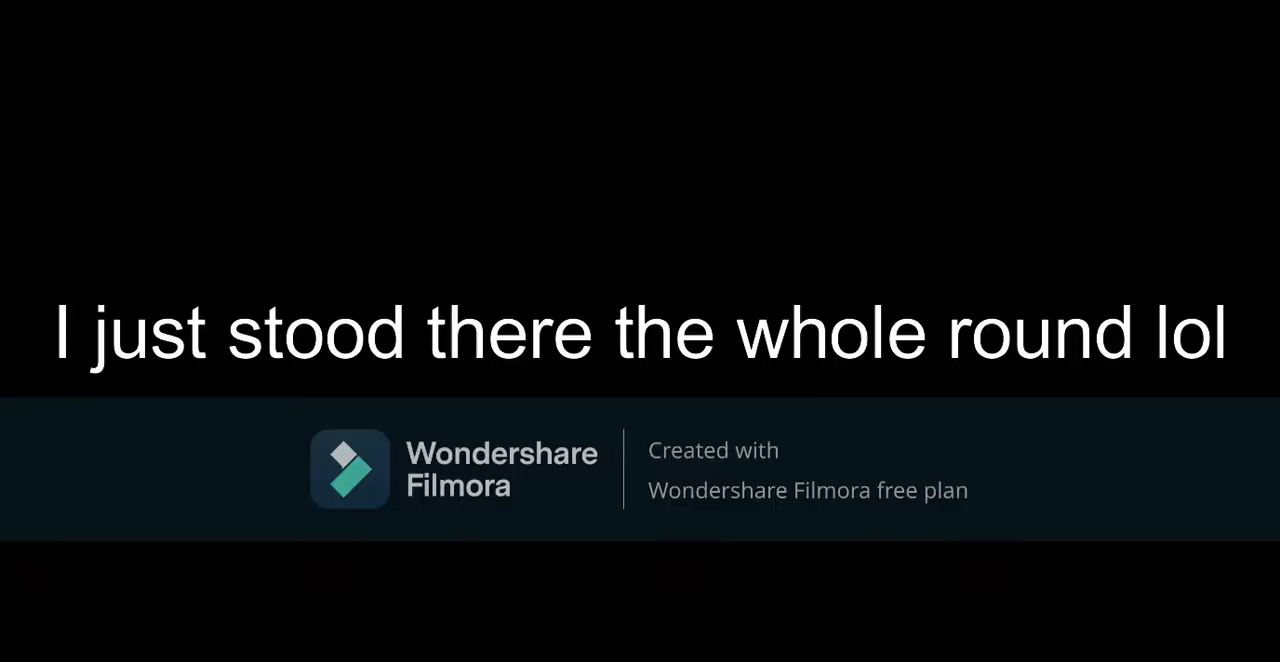 I just stood there the whole round lol
Wondershare
Filmora
Created with
Wondershare Filmora free plan